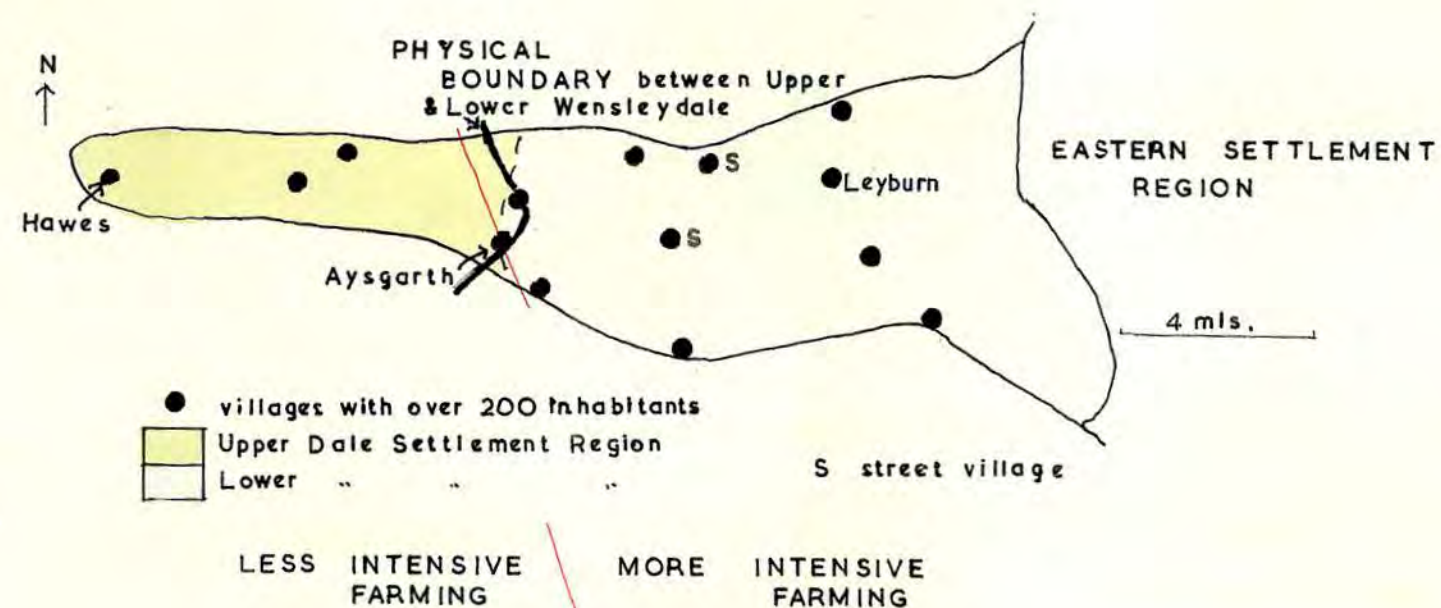 N
PHYSICAL
BOUNDARY between Upper
& Lower Wensleydale
EASTERN SETTLEMENT
REGION
S
Leyburn
Hawes
S
Aysgarth
4 mls.
villages with over 200 Inhabitants
Upper Dale Settlement Region
Lower " " "
S street village
LESS INTENSIVE
FARMING
MORE INTENSIVE
FARMING